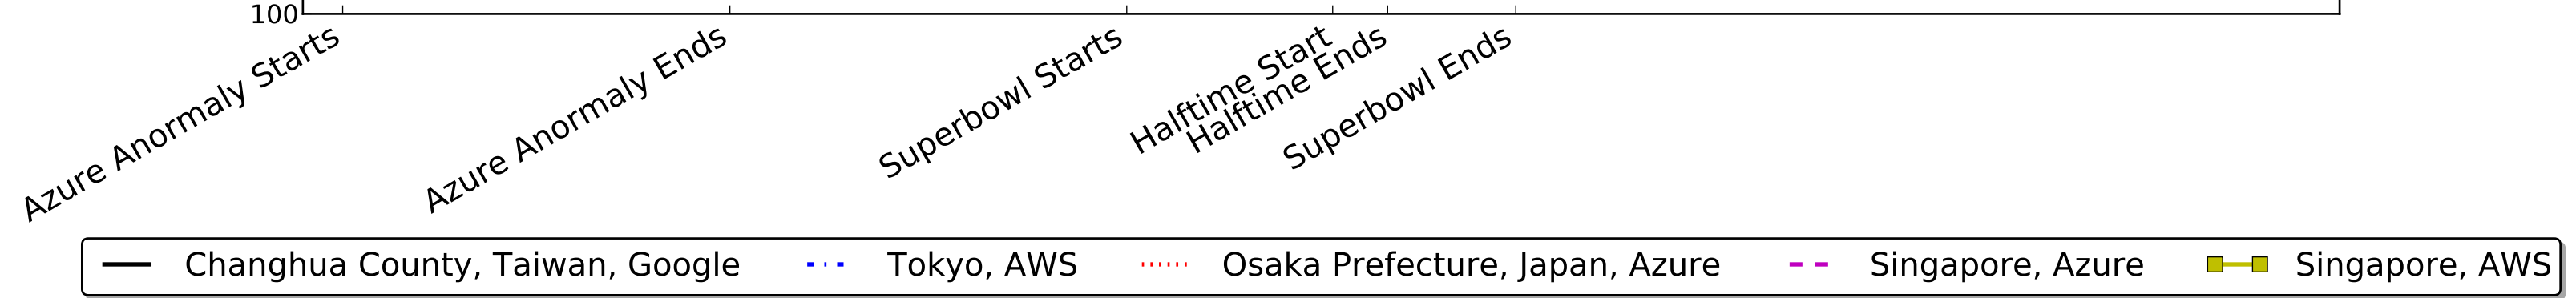 100
Azure Anormaly Starts
Azure Anormaly Ends
Superbowl Starts
Halftime Start
Halftime Ends
Superbowl Ends
Changhua County, Taiwan, Google
Tokyo, AWS
Osaka Prefecture, Japan, Azure
Singapore, Azure
Singapore, AWS